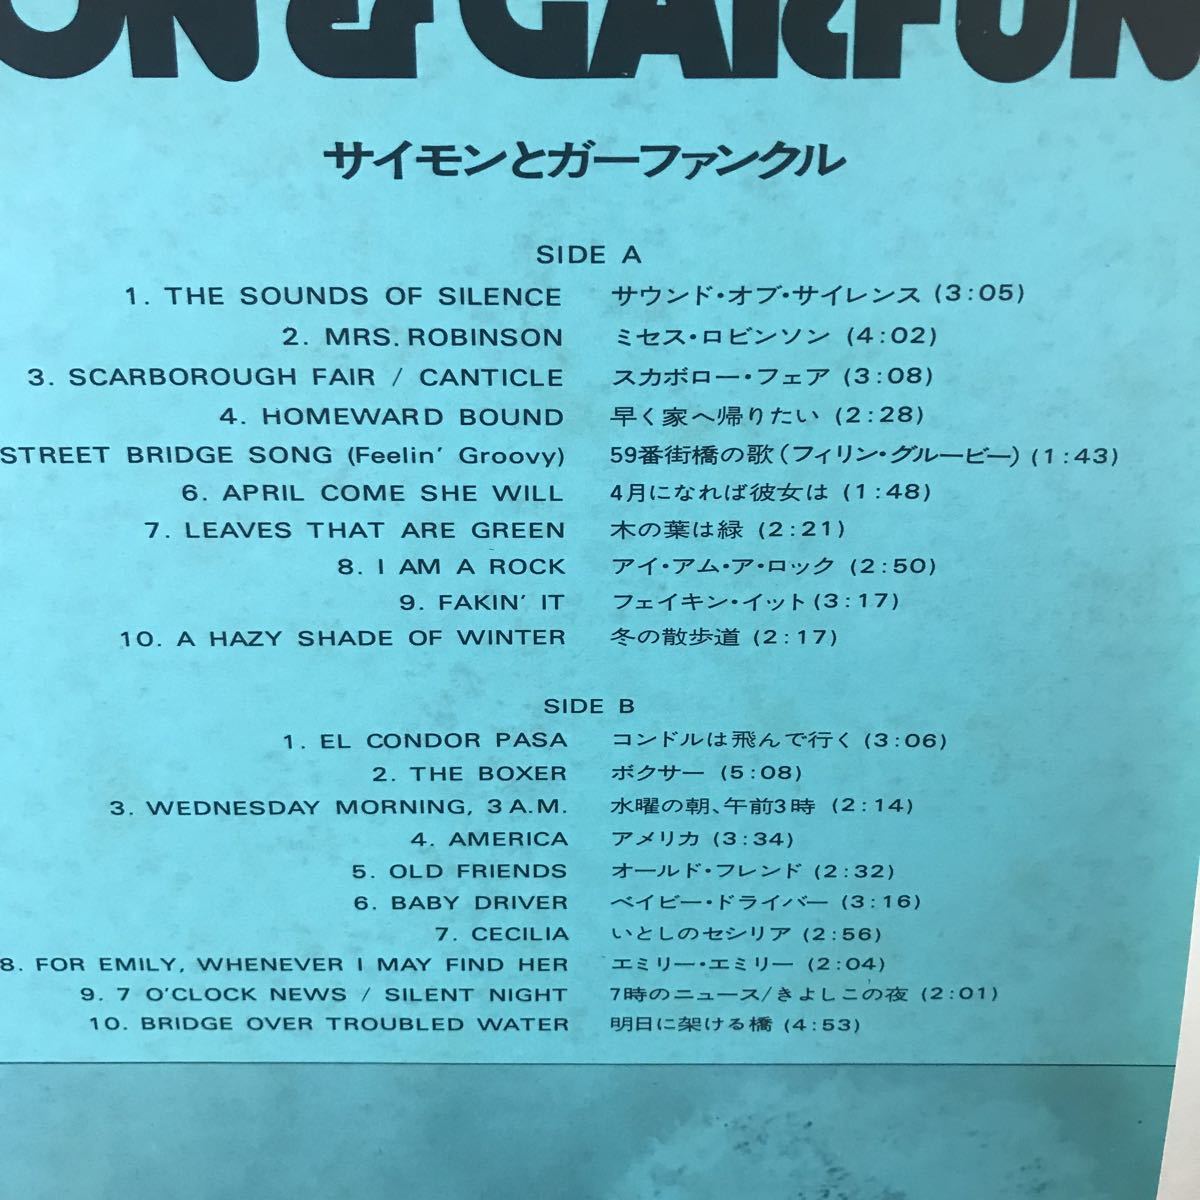 ON & GARFUN
サイモンとガーファンクル
SIDE A
1. THE SOUNDS OF SILENCE サウンド・オブ・サイレンス (3:05)
2. MRS. ROBINSON ミセス・ロビンソン (4:02)
3. SCARBOROUGH FAIR / CANTICLE スカボロー・フェア (3:08)
4. HOMEWARD BOUND 早く家へ帰りたい (2:28)
STREET BRIDGE SONG (Feelin' Groovy) 59番街橋の歌(フィリン・グルービー) (1:43)
6. APRIL COME SHE WILL 4月になれば彼女は (1:48)
7. LEAVES THAT ARE GREEN 木の葉は緑 (2:21)
8. I AM A ROCK アイ・アム・ア・ロック (2:50)
9. FAKIN' IT フェイキン・イット(3:17)
10. A HAZY SHADE OF WINTER 冬の散歩道 (2:17)
SIDE B
1. EL CONDOR PASA コンドルは飛んで行く (3:06)
2. THE BOXER ボクサー (5:08)
3. WEDNESDAY MORNING, 3 A.M. 水曜の朝、午前3時 (2:14)
4. AMERICA アメリカ (3:34)
5. OLD FRIENDS オールド・フレンド (2:32)
6. BABY DRIVER ベイビー・ドライバー (3:16)
7. CECILIA いとしのセシリア (2:56)
8. FOR EMILY, WHENEVER I MAY FIND HER エミリー・エミリー (2:04)
9. 7 O'CLOCK NEWS / SILENT NIGHT 7時のニュース/きよしこの夜 (2:01)
10. BRIDGE OVER TROUBLED WATER 明日に架ける橋 (4:53)